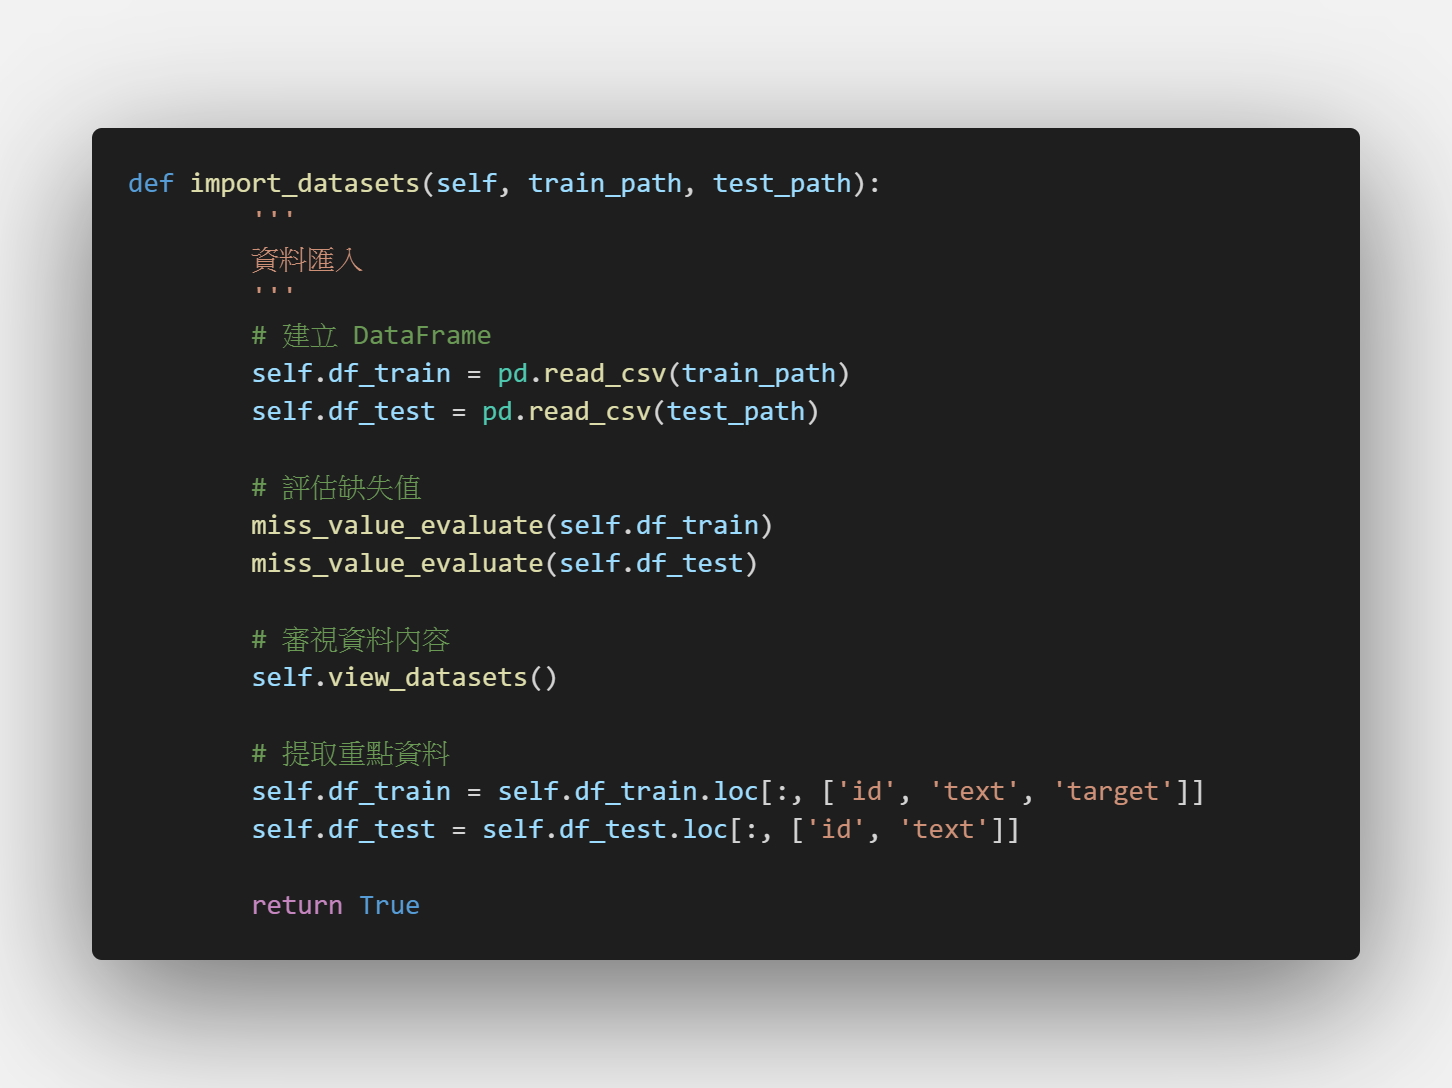 def import_datasets(self, train_path, test_path):
        '''
        資料匯入
        '''
        # 建立 DataFrame
        self.df_train = pd.read_csv(train_path)
        self.df_test = pd.read_csv(test_path)

        # 評估缺失值
        miss_value_evaluate(self.df_train)
        miss_value_evaluate(self.df_test)

        # 審視資料內容
        self.view_datasets()

        # 提取重點資料
        self.df_train = self.df_train.loc[:, ['id', 'text', 'target']]
        self.df_test = self.df_test.loc[:, ['id', 'text']]

        return True